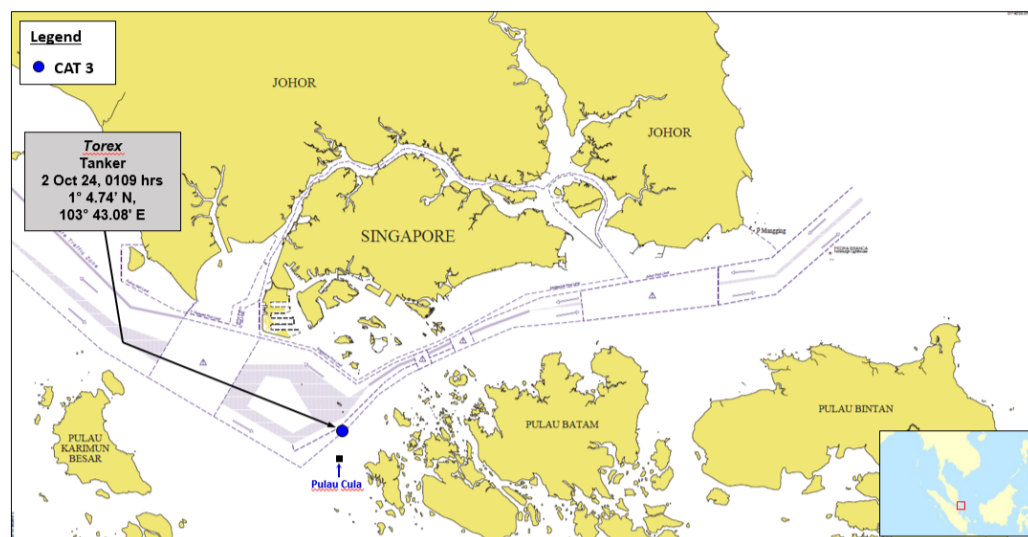 Legend
CAT 3
JOHOR
JOHOR
Torex
Tanker
2 Oct 24, 0109 hrs
1° 4.74’ N,
103° 43.08’ E
SINGAPORE
P Mungging
PULAU
KARIMUN
BESAR
Pulau Cula
PULAU BATAM
PULAU BINTAN